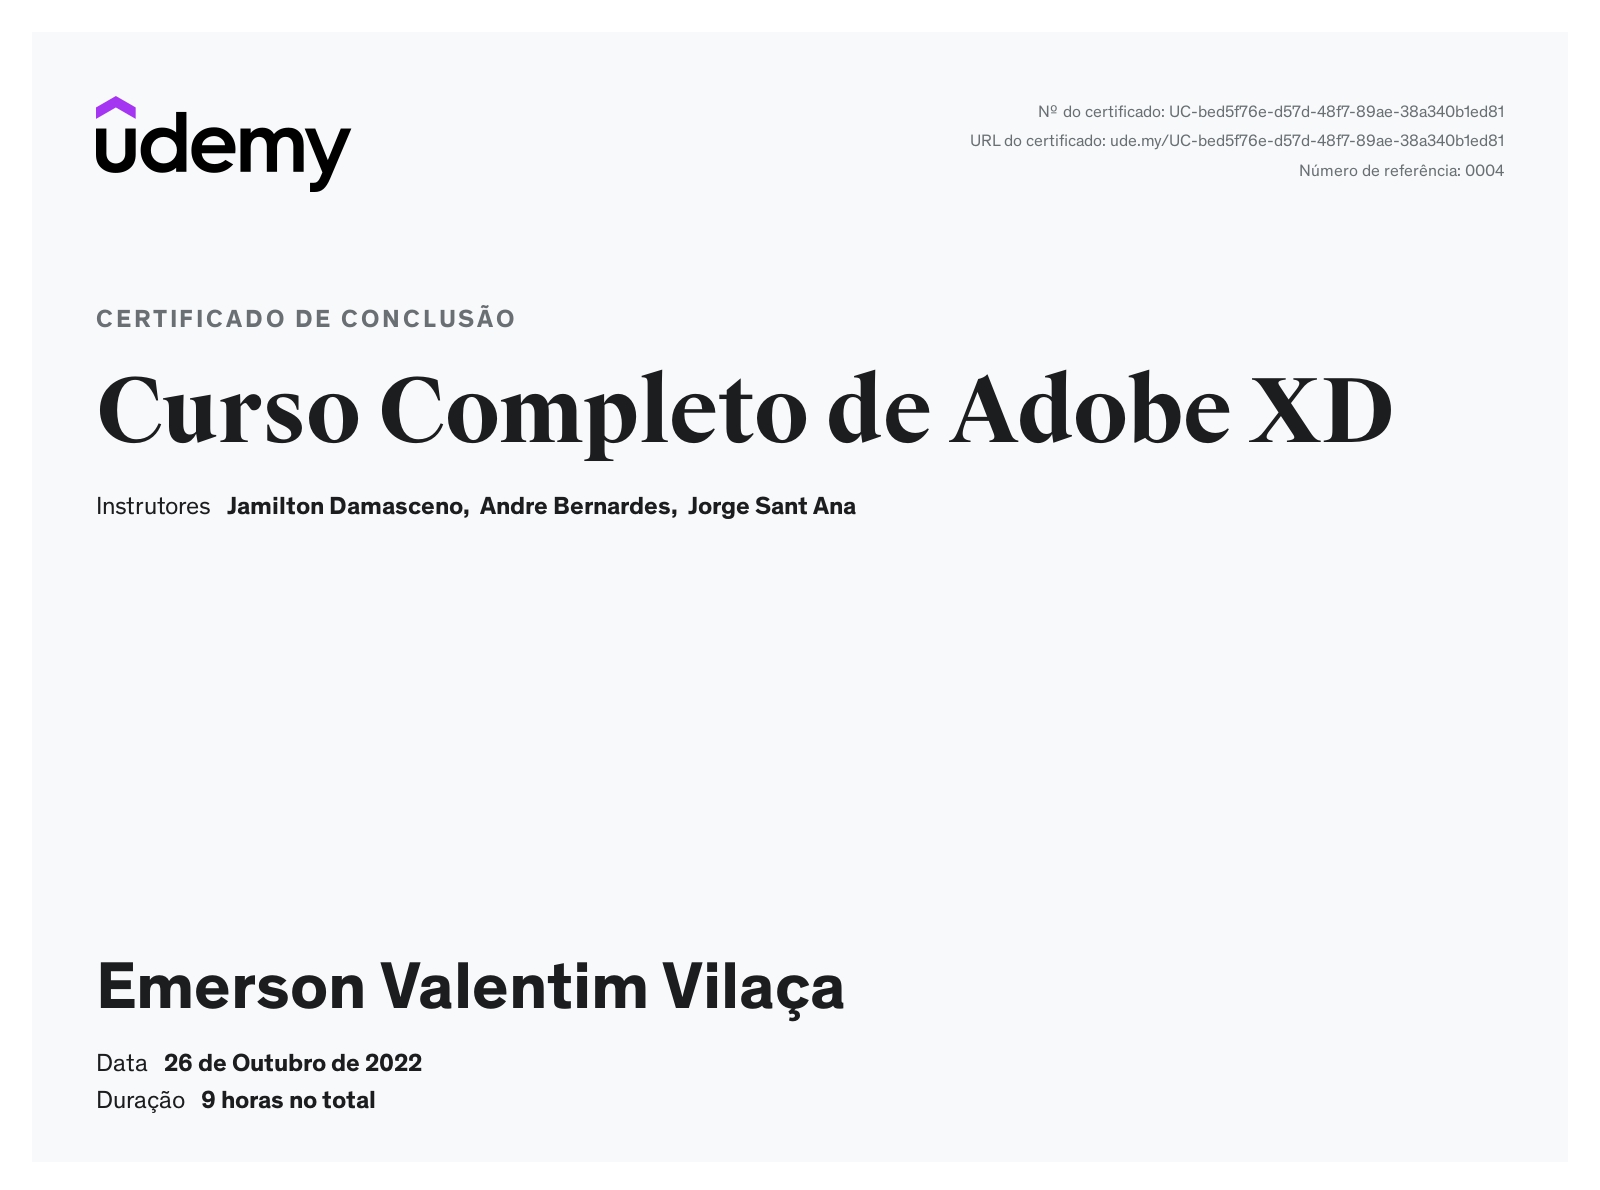 udemy
Nº do certificado: UC-bed5f76e-d57d-48f7-89ae-38a340b1ed81
URL do certificado: ude.my/UC-bed5f76e-d57d-48f7-89ae-38a340b1ed81
Número de referência: 0004
CERTIFICADO DE CONCLUSÃO
Curso Completo de Adobe XD
Instrutores Jamilton Damasceno, Andre Bernardes, Jorge Sant Ana
Emerson Valentim Vilaça
Data 26 de Outubro de 2022
Duração 9 horas no total